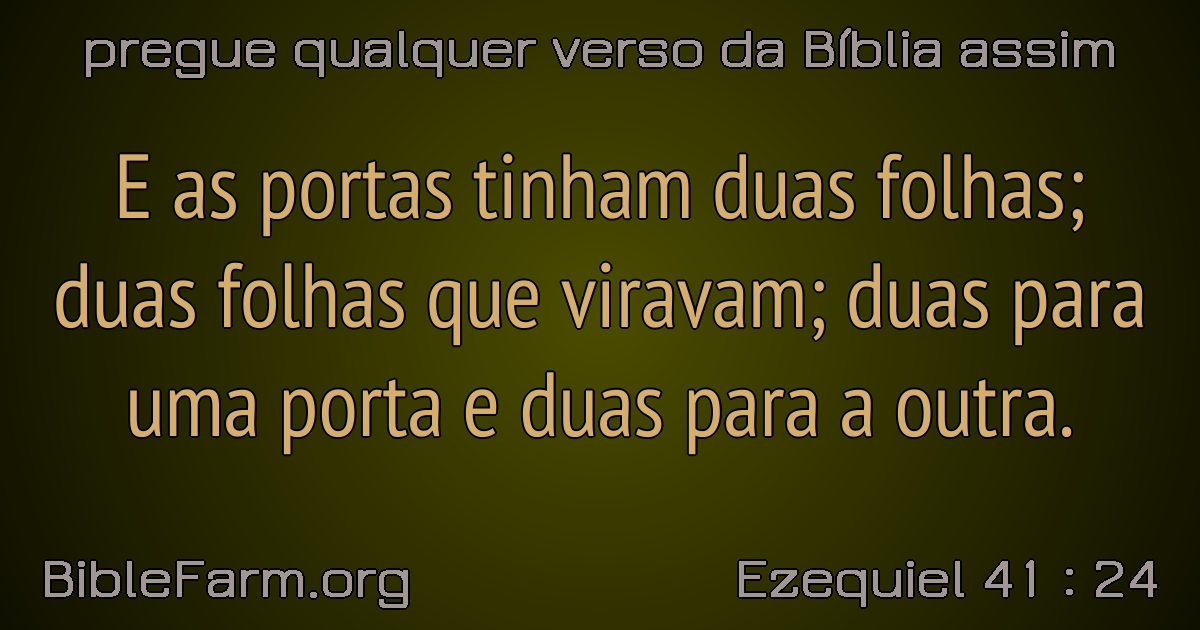 pregue qualquer verso da Bíblia assim
E as portas tinham duas folhas;
duas folhas que viravam; duas para
uma porta e duas para a outra.
BibleFarm.org
Ezequiel 41 : 24